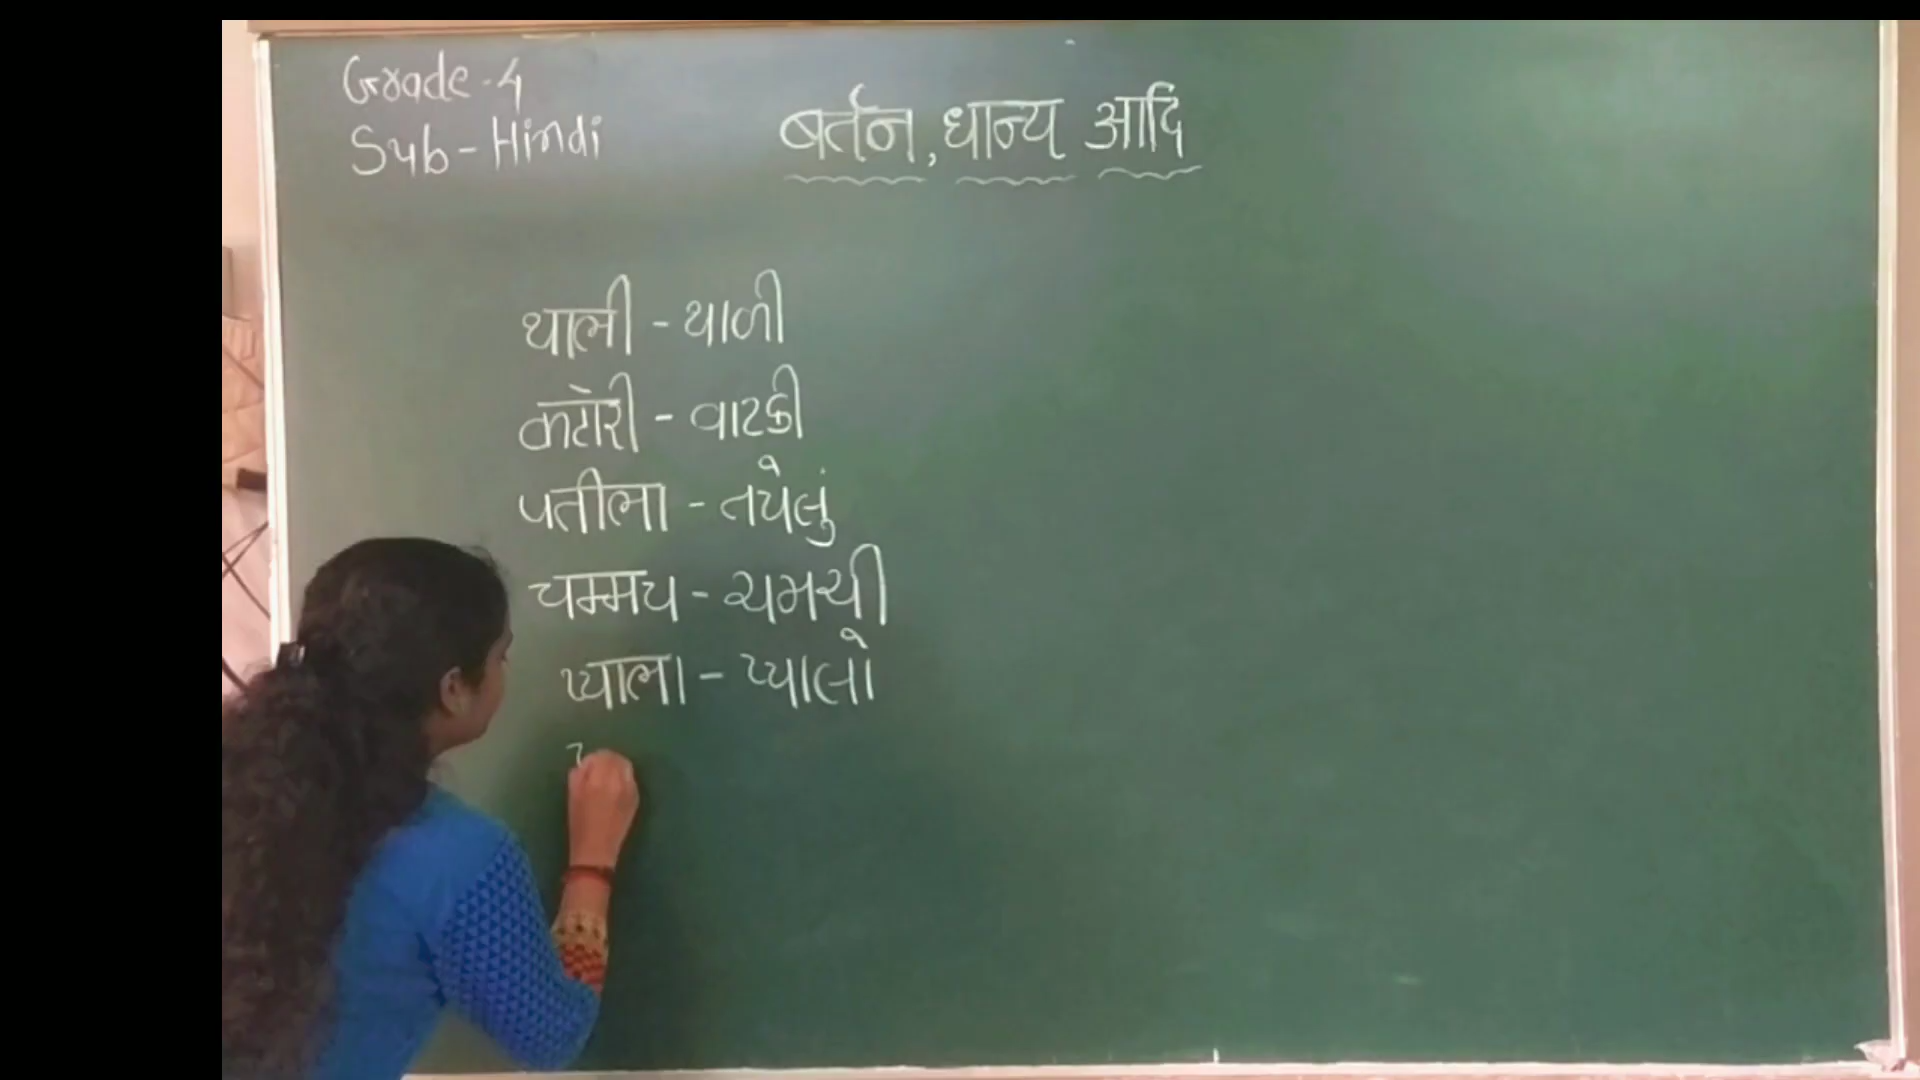 Grade-4
Sub-Hindi
बर्तन, धान्य आदि
थाली - થાળી
कटोरी - વાટકી
पतीला - તપેલું
चम्मच - ચમચી
प्याला - પ્યાલો